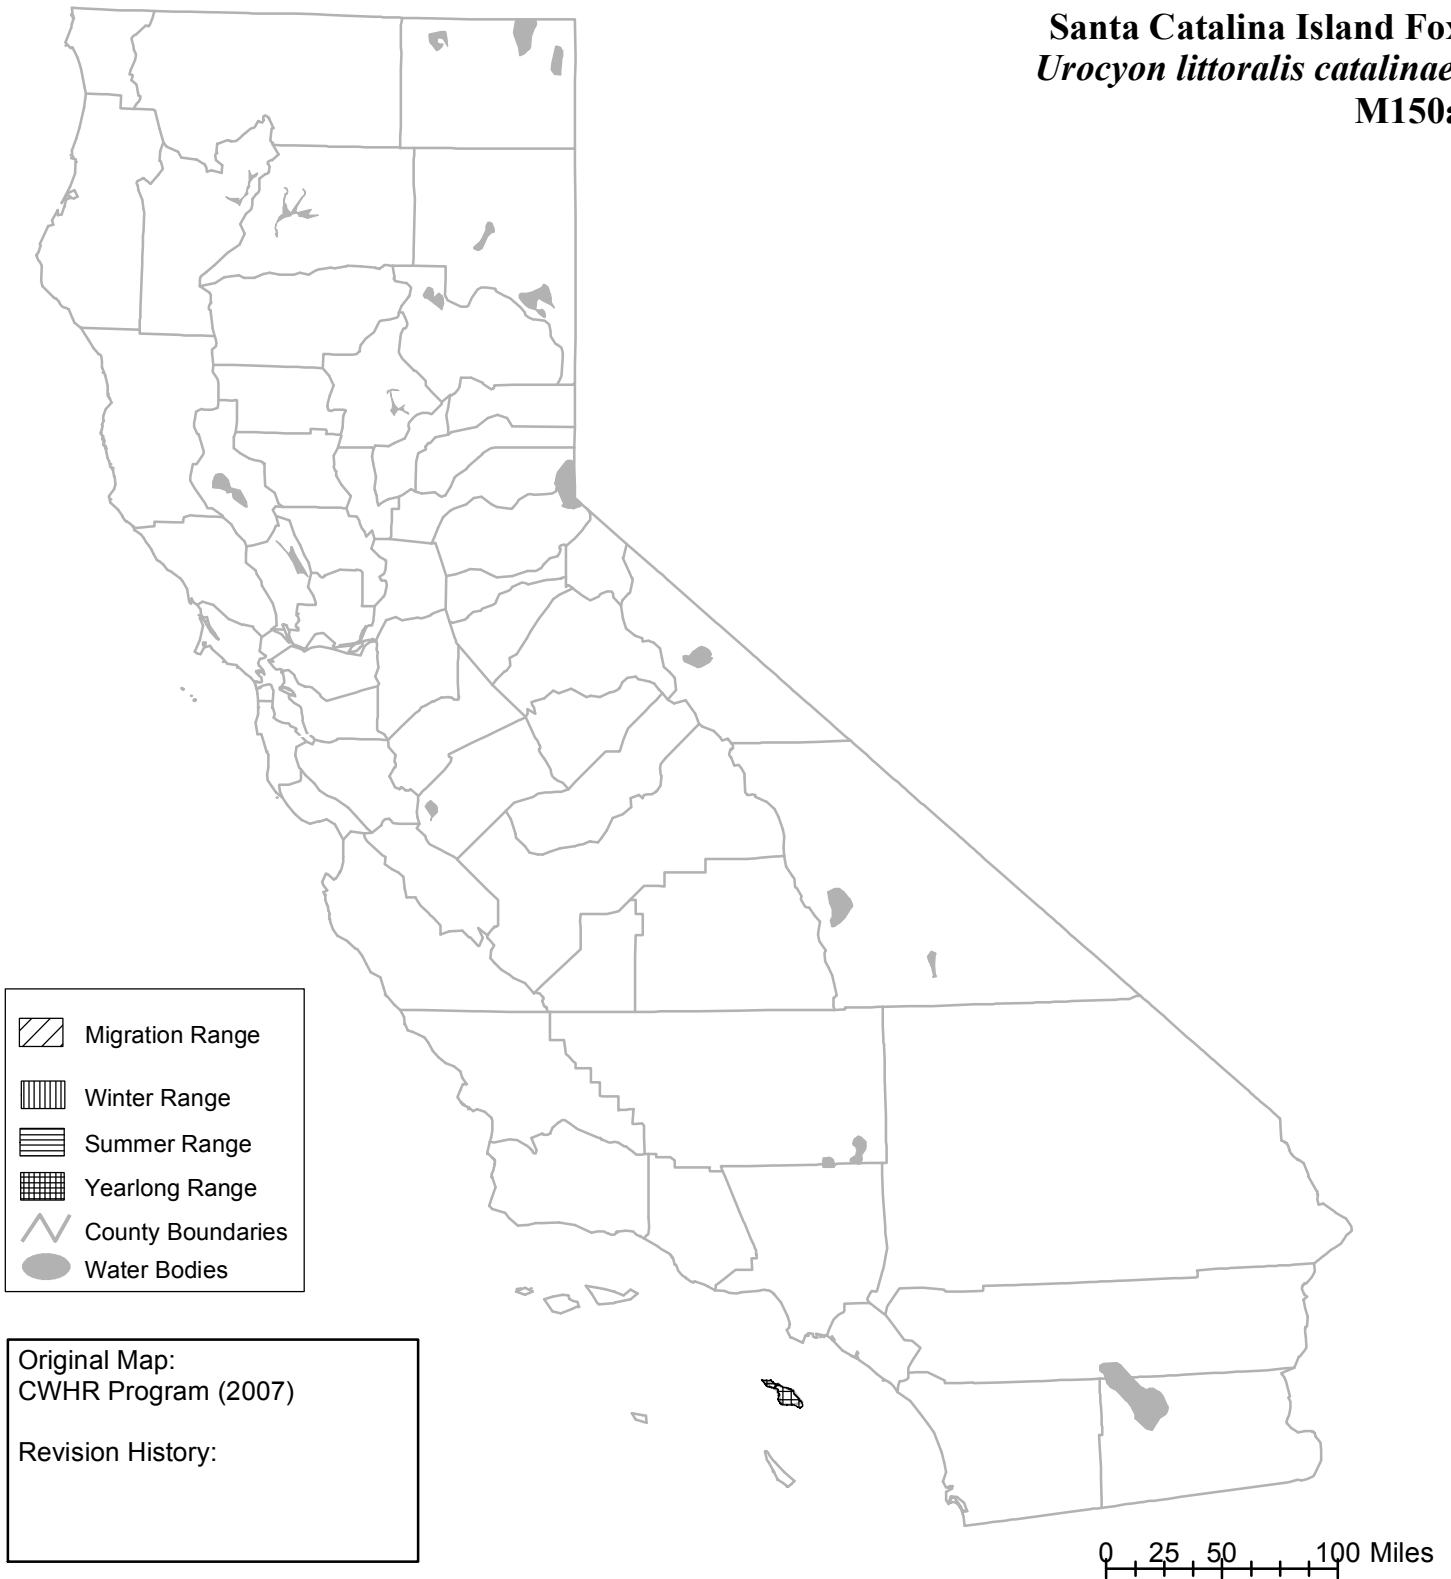 Santa Catalina Island Fox
Urocyon littoralis catalinae
M150a
Migration Range
Winter Range
Summer Range
Yearlong Range
County Boundaries
Water Bodies
Original Map:
CWHR Program (2007)
Revision History:
0 25 50 100 Miles